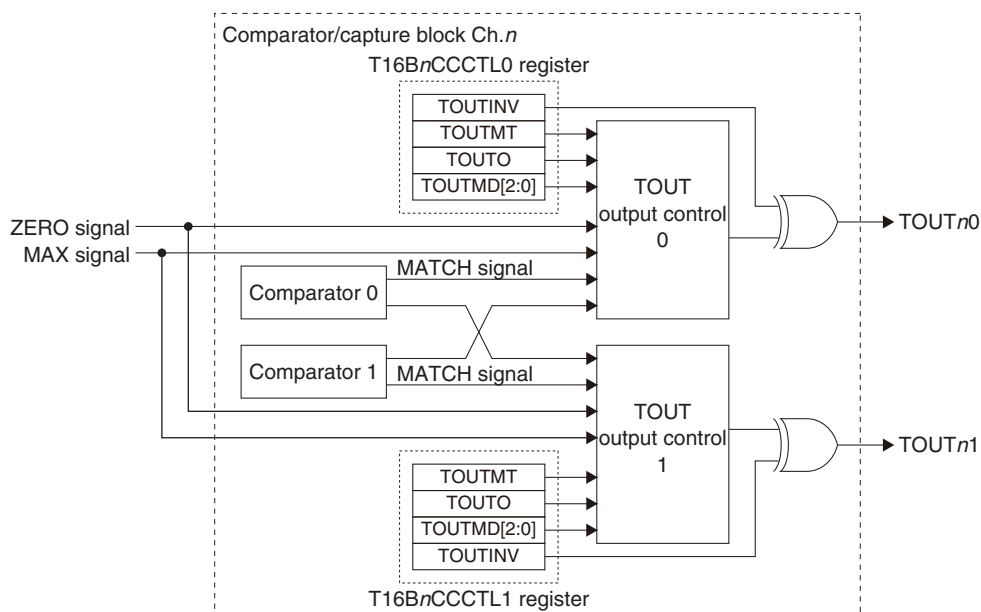 Comparator/capture block Ch.n
T16BnCCCTL0 register
TOUTINV
TOUTMT
TOUTO
TOUTMD[2:0]
TOUT
output control
0
TOUTn0
ZERO signal
MAX signal
MATCH signal
Comparator 0
Comparator 1
MATCH signal
TOUT
output control
1
TOUTn1
TOUTMT
TOUTO
TOUTMD[2:0]
TOUTINV
T16BnCCCTL1 register